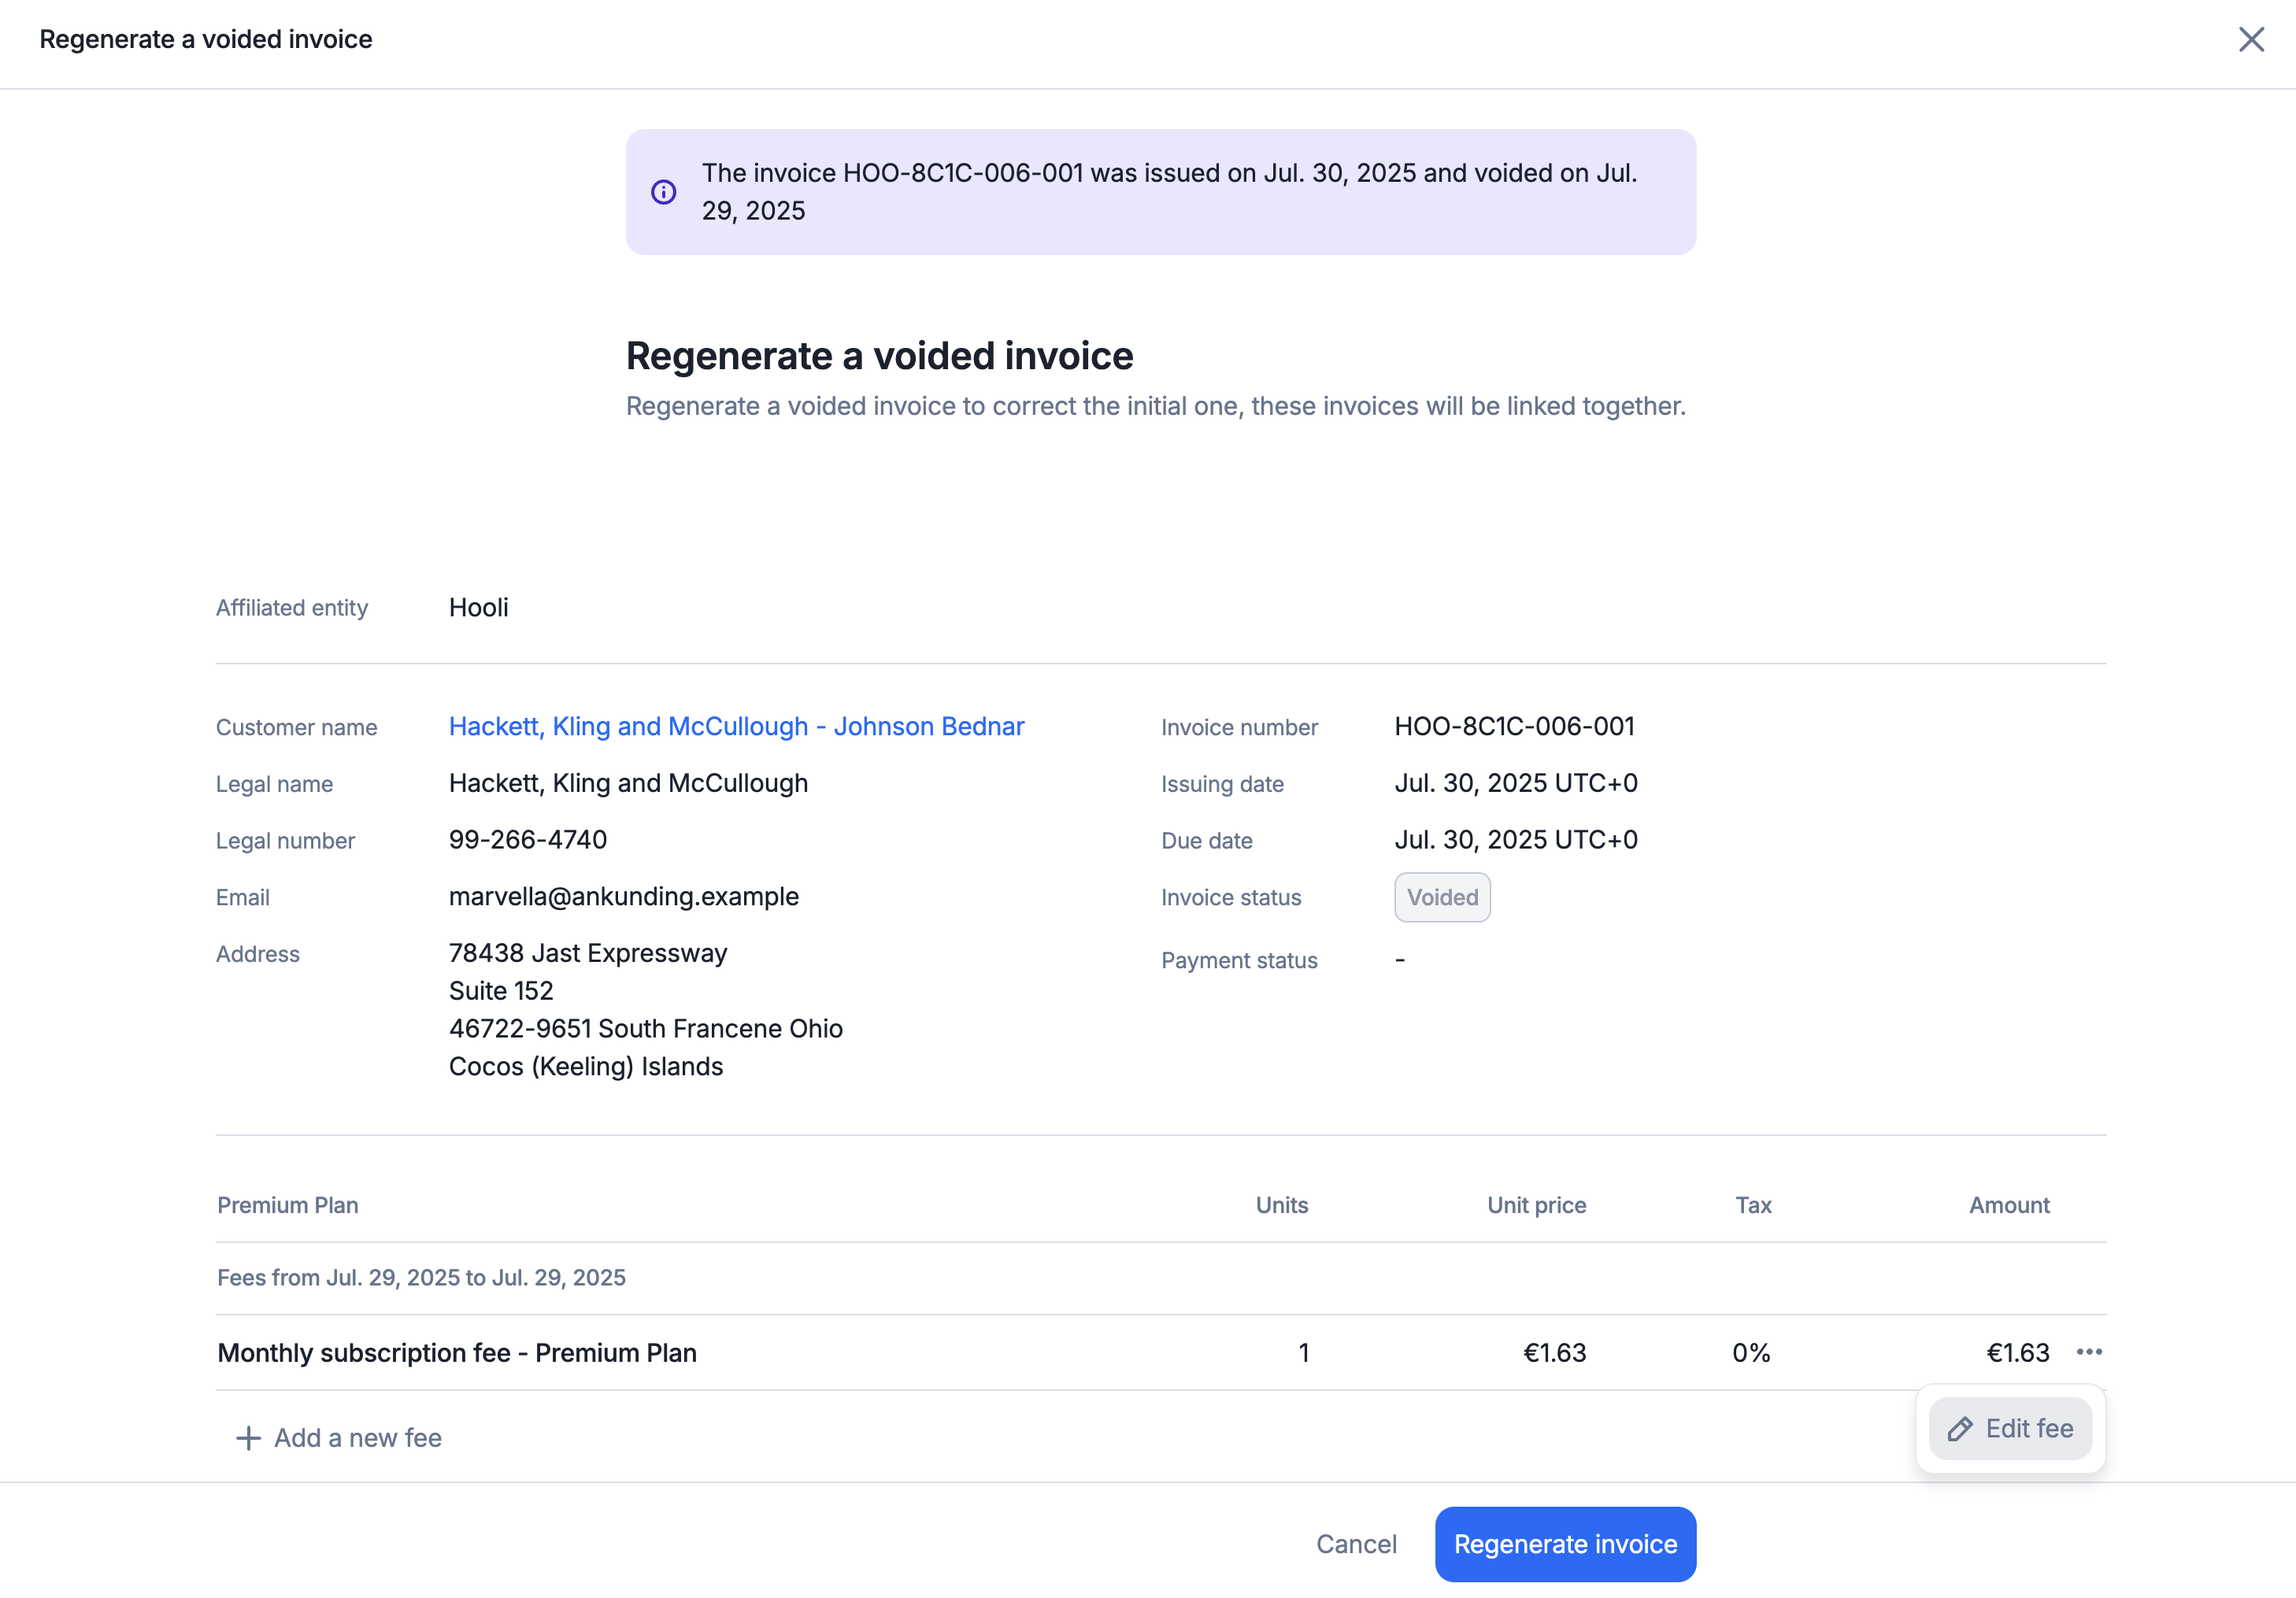 Regenerate a voided invoice
The invoice HOO-8C1C-006-001 was issued on Jul. 30, 2025 and voided on Jul.
29, 2025
Regenerate a voided invoice
Regenerate a voided invoice to correct the initial one, these invoices will be linked together.
Affiliated entity Hooli
Customer name Hackett, Kling and McCullough - Johnson Bednar
Legal name Hackett, Kling and McCullough
Legal number 99-266-4740
Email marvella@ankunding.example
Address 78438 Jast Expressway
Suite 152
46722-9651 South Francene Ohio
Cocos (Keeling) Islands
Invoice number HOO-8C1C-006-001
Issuing date Jul. 30, 2025 UTC+0
Due date Jul. 30, 2025 UTC+0
Invoice status Voided
Payment status -
Premium Plan Units Unit price Tax Amount
Fees from Jul. 29, 2025 to Jul. 29, 2025
Monthly subscription fee - Premium Plan 1 €1.63 0% €1.63
Add a new fee
Edit fee
Cancel Regenerate invoice